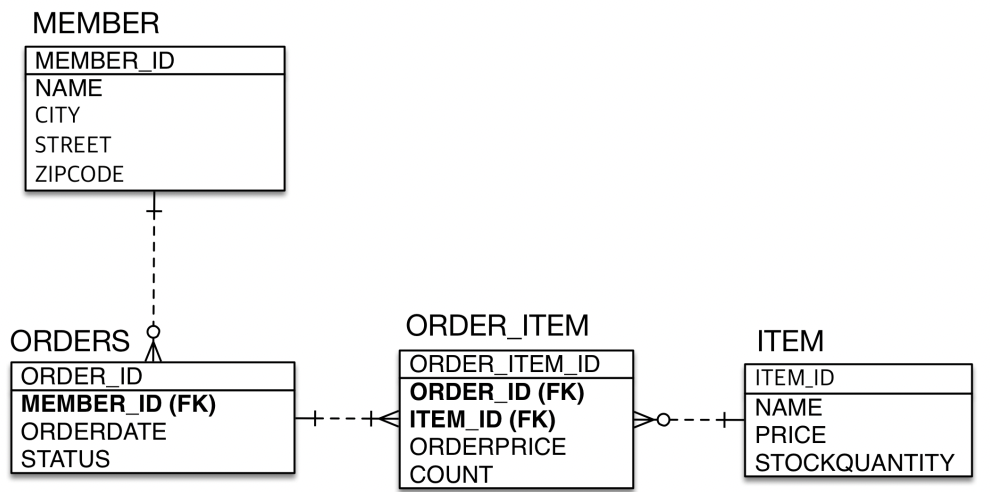 MEMBER
MEMBER_ID
NAME
CITY
STREET
ZIPCODE
ORDERS
ORDER_ID
MEMBER_ID (FK)
ORDERDATE
STATUS
ORDER_ITEM
ORDER_ITEM_ID
ORDER_ID (FK)
ITEM_ID (FK)
ORDERPRICE
COUNT
ITEM
ITEM_ID
NAME
PRICE
STOCKQUANTITY